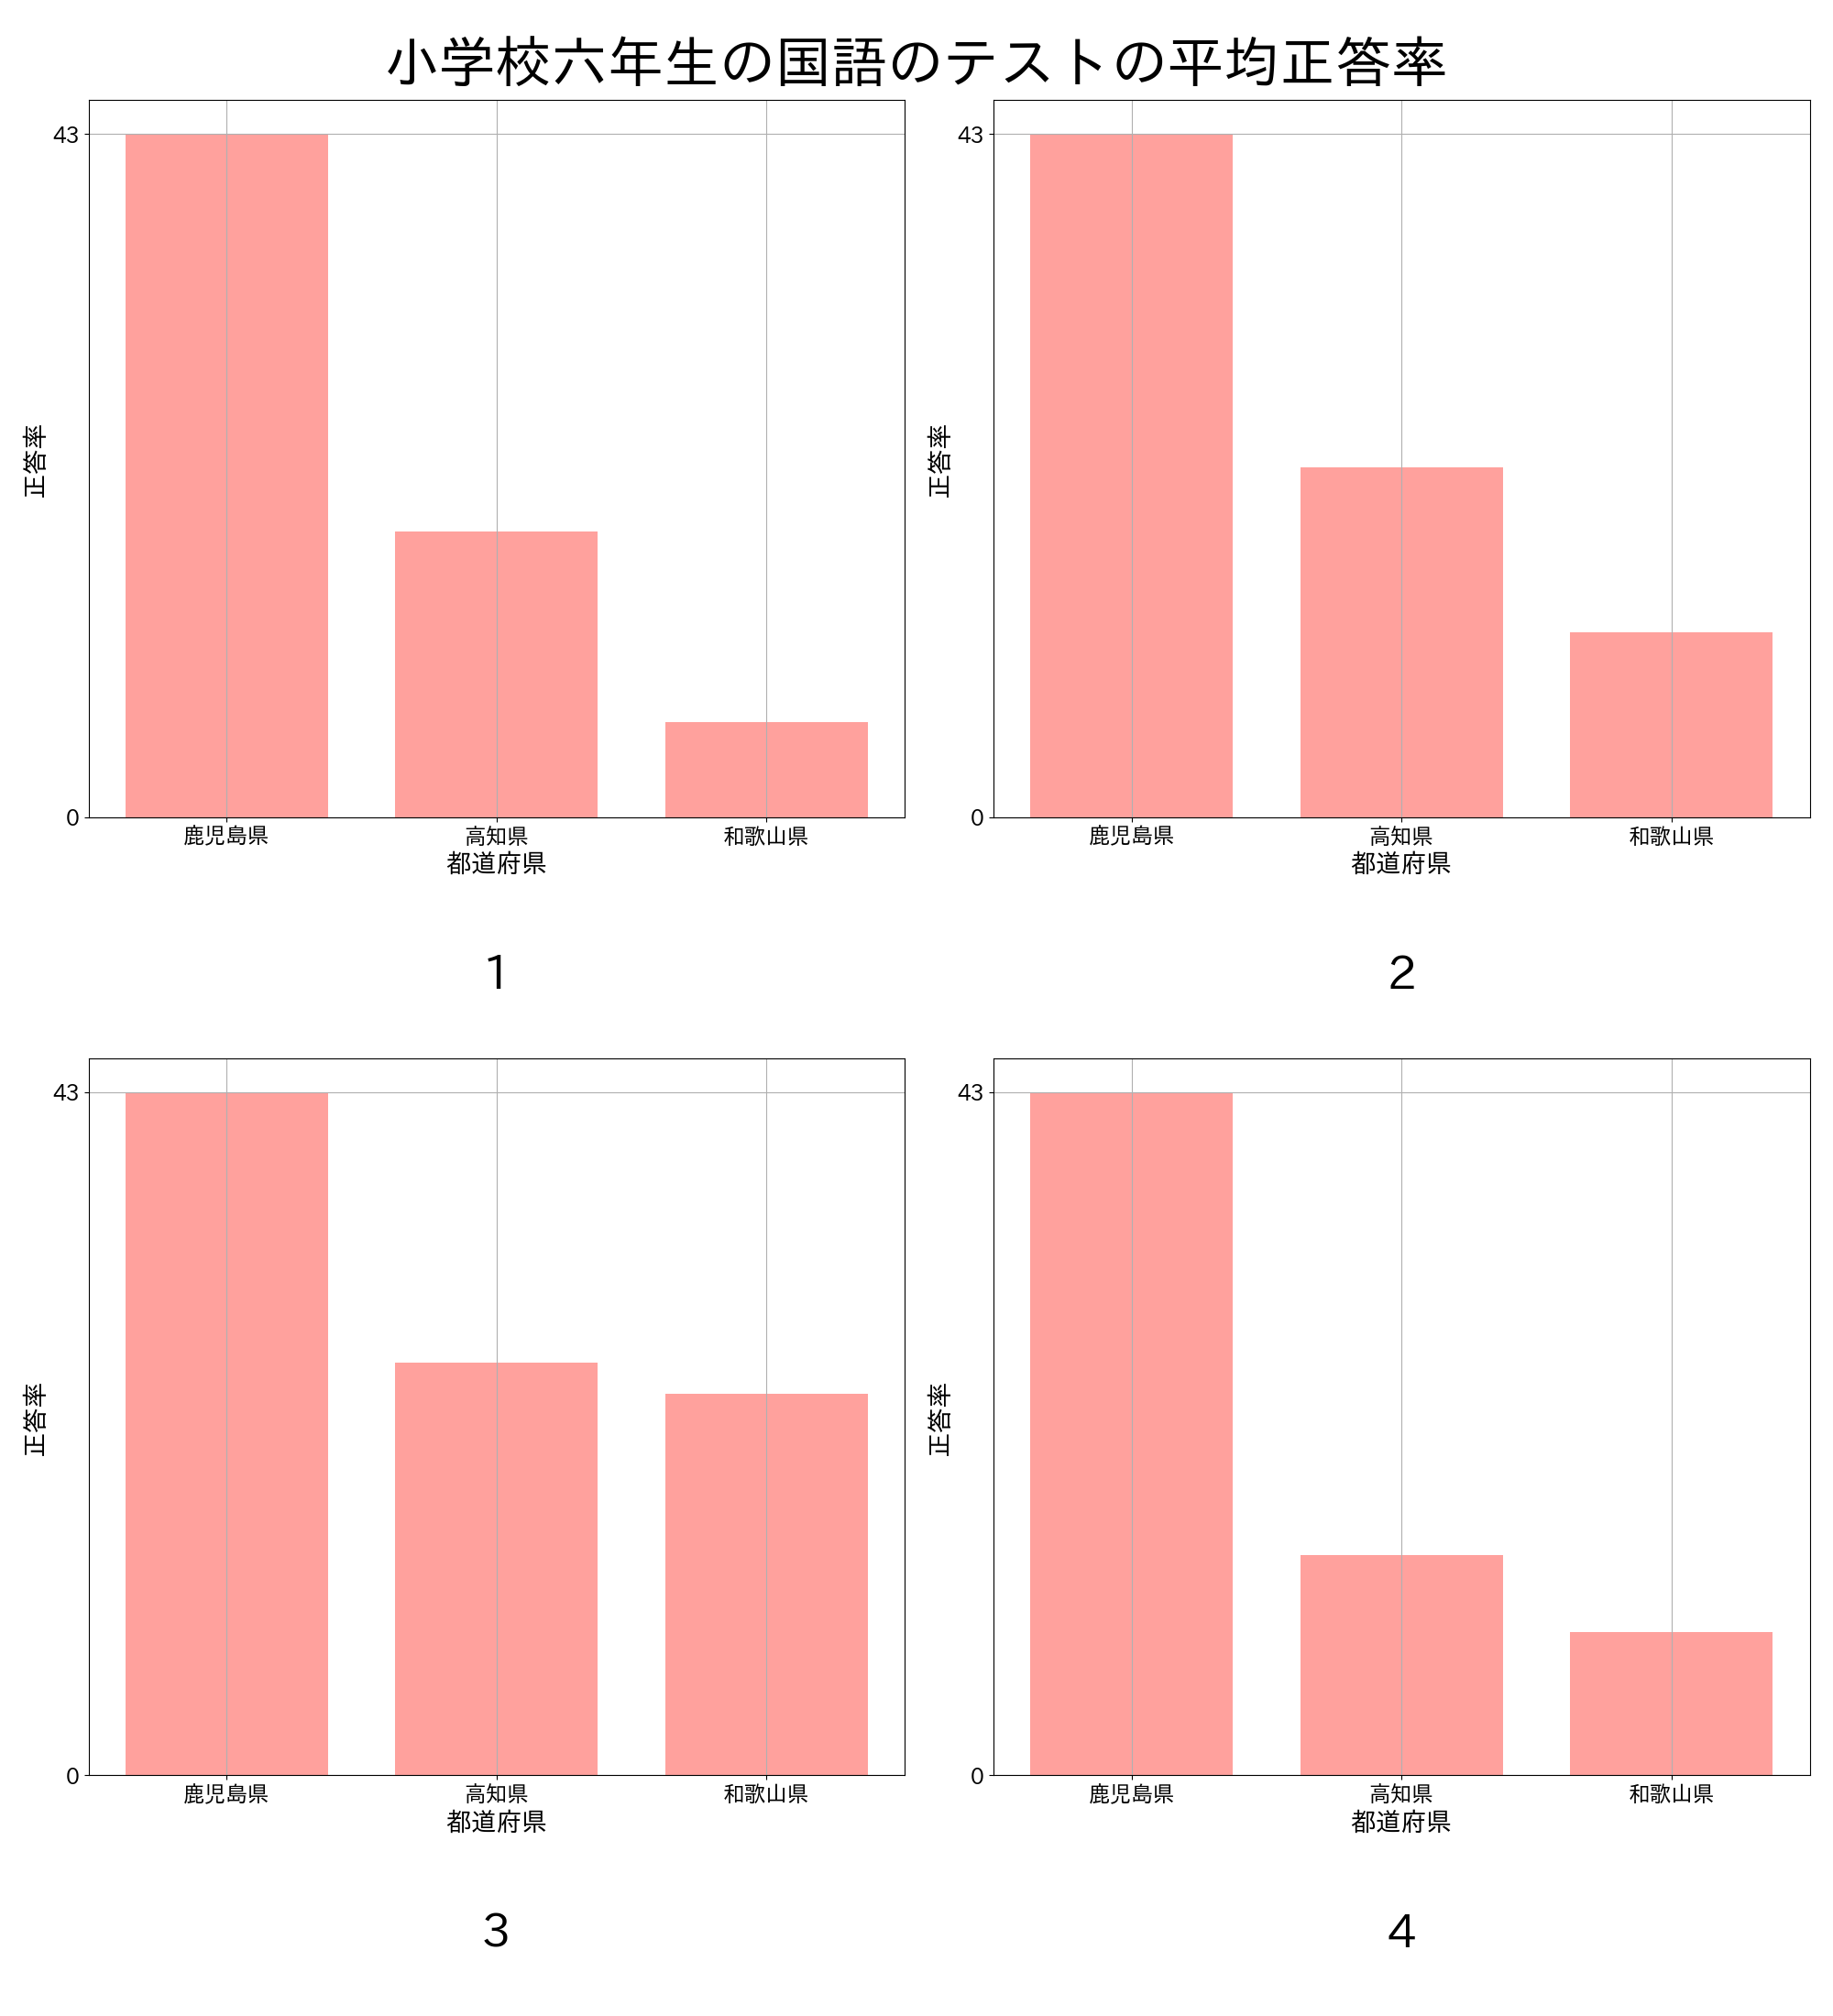 小学校六年生の国語のテストの平均正答率
43
0
正答率
鹿児島県 高知県 和歌山県
都道府県
1
43
0
正答率
鹿児島県 高知県 和歌山県
都道府県
2
43
0
正答率
鹿児島県 高知県 和歌山県
都道府県
3
43
0
正答率
鹿児島県 高知県 和歌山県
都道府県
4